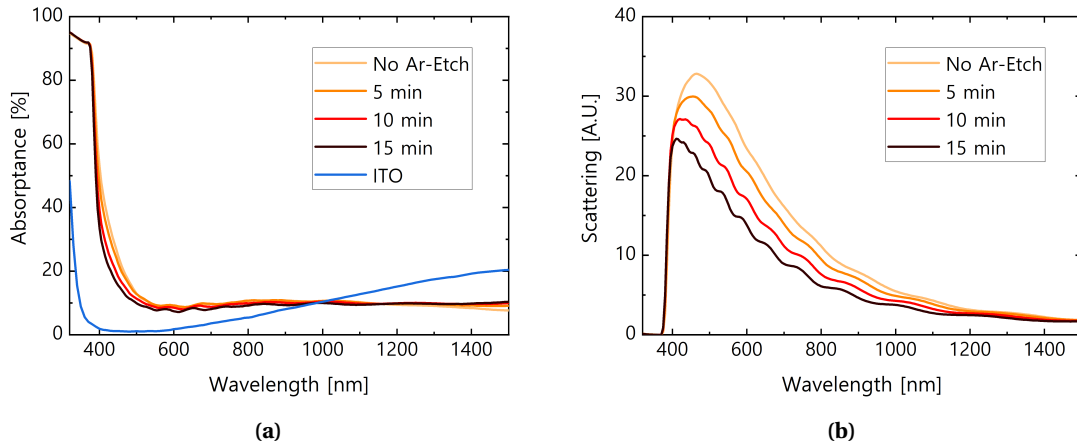 100
80
60
40
20
0
Absorptance [%]
No Ar-Etch
5 min
10 min
15 min
ITO
400 600 800 1000 1200 1400
Wavelength [nm]
(a)
40
30
20
10
0
Scattering [A.U.]
No Ar-Etch
5 min
10 min
15 min
400 600 800 1000 1200 1400
Wavelength [nm]
(b)